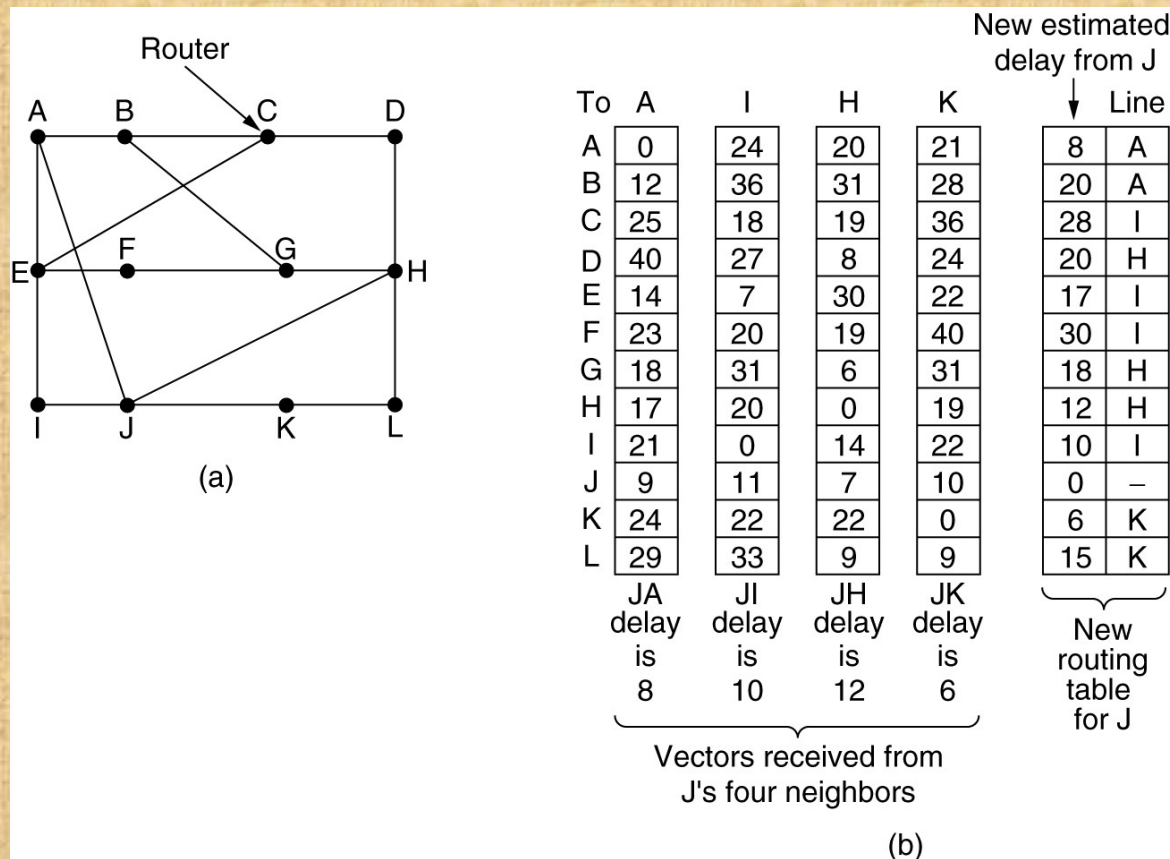 Router
A B C D
E F G H
I J K L
(a)
New estimated
delay from J
To A I H K Line
A 0 24 20 21 8 A
B 12 36 31 28 20 A
C 25 18 19 36 28 I
D 40 27 8 24 20 H
E 14 7 30 22 17 I
F 23 20 19 40 30 I
G 18 31 6 31 18 H
H 17 20 0 19 12 H
I 21 0 14 22 10 I
J 9 11 7 10 0 –
K 24 22 22 0 6 K
L 29 33 9 9 15 K
JA JI JH JK
delay delay delay delay
is is is is
8 10 12 6
New
routing
table
for J
Vectors received from
J's four neighbors
(b)